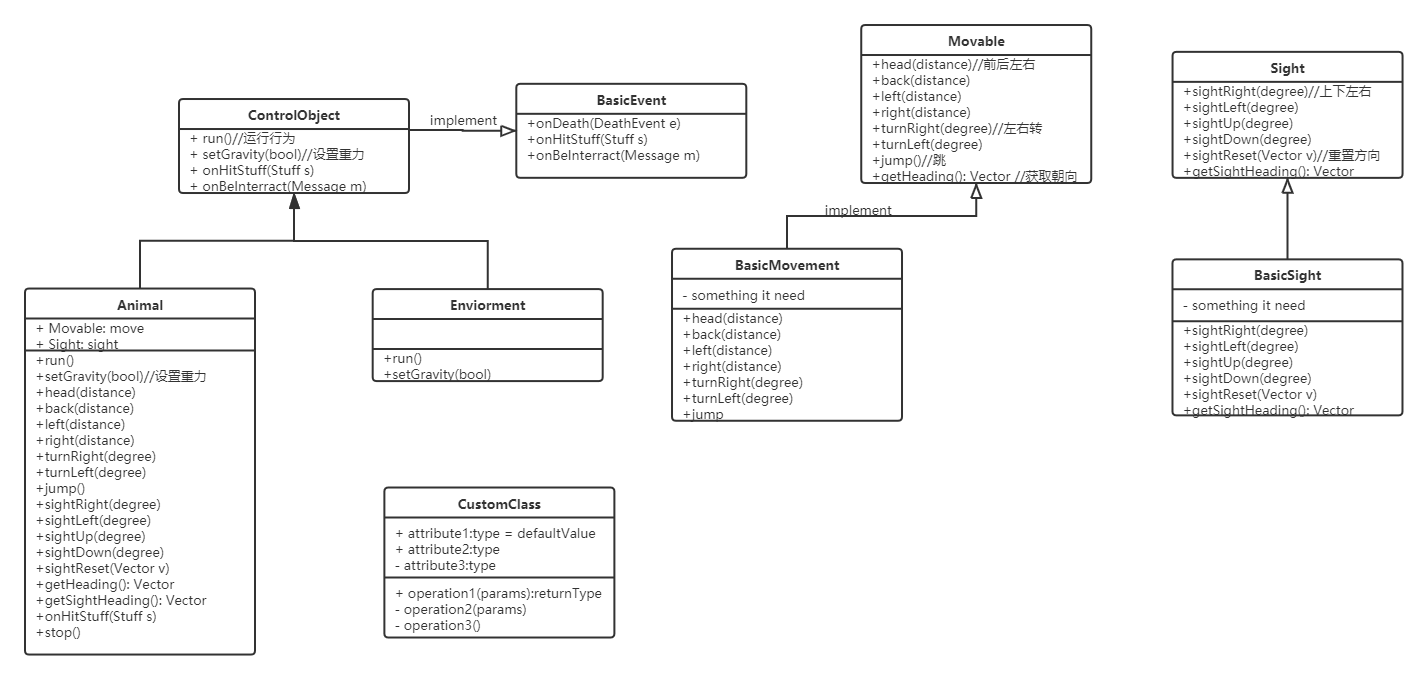 ControlObject
+ run()//运行行为
+ setGravity(bool)//设置重力
+ onHitStuff(Stuff s)
+ onBeInterract(Message m)
implement
BasicEvent
+onDeath(DeathEvent e)
+onHitStuff(Stuff s)
+onBeInterract(Message m)
Movable
+head(distance)//前后左右
+back(distance)
+left(distance)
+right(distance)
+turnRight(degree)//左右转
+turnLeft(degree)
+jump()//跳
+getHeading(): Vector //获取朝向
Sight
+sightRight(degree)//上下左右
+sightLeft(degree)
+sightUp(degree)
+sightDown(degree)
+sightReset(Vector v)//重置方向
+getSightHeading(): Vector
implement
Animal
+ Movable: move
+ Sight: sight
+run()
+setGravity(bool)//设置重力
+head(distance)
+back(distance)
+left(distance)
+right(distance)
+turnRight(degree)
+turnLeft(degree)
+jump()
+sightRight(degree)
+sightLeft(degree)
+sightUp(degree)
+sightDown(degree)
+sightReset(Vector v)
+getHeading(): Vector
+getSightHeading(): Vector
+onHitStuff(Stuff s)
+stop()
Enviorment
+run()
+setGravity(bool)
BasicMovement
- something it need
+head(distance)
+back(distance)
+left(distance)
+right(distance)
+turnRight(degree)
+turnLeft(degree)
+jump
BasicSight
- something it need
+sightRight(degree)
+sightLeft(degree)
+sightUp(degree)
+sightDown(degree)
+sightReset(Vector v)
+getSightHeading(): Vector
CustomClass
+ attribute1:type = defaultValue
+ attribute2:type
- attribute3:type
+ operation1(params):returnType
- operation2(params)
- operation3()